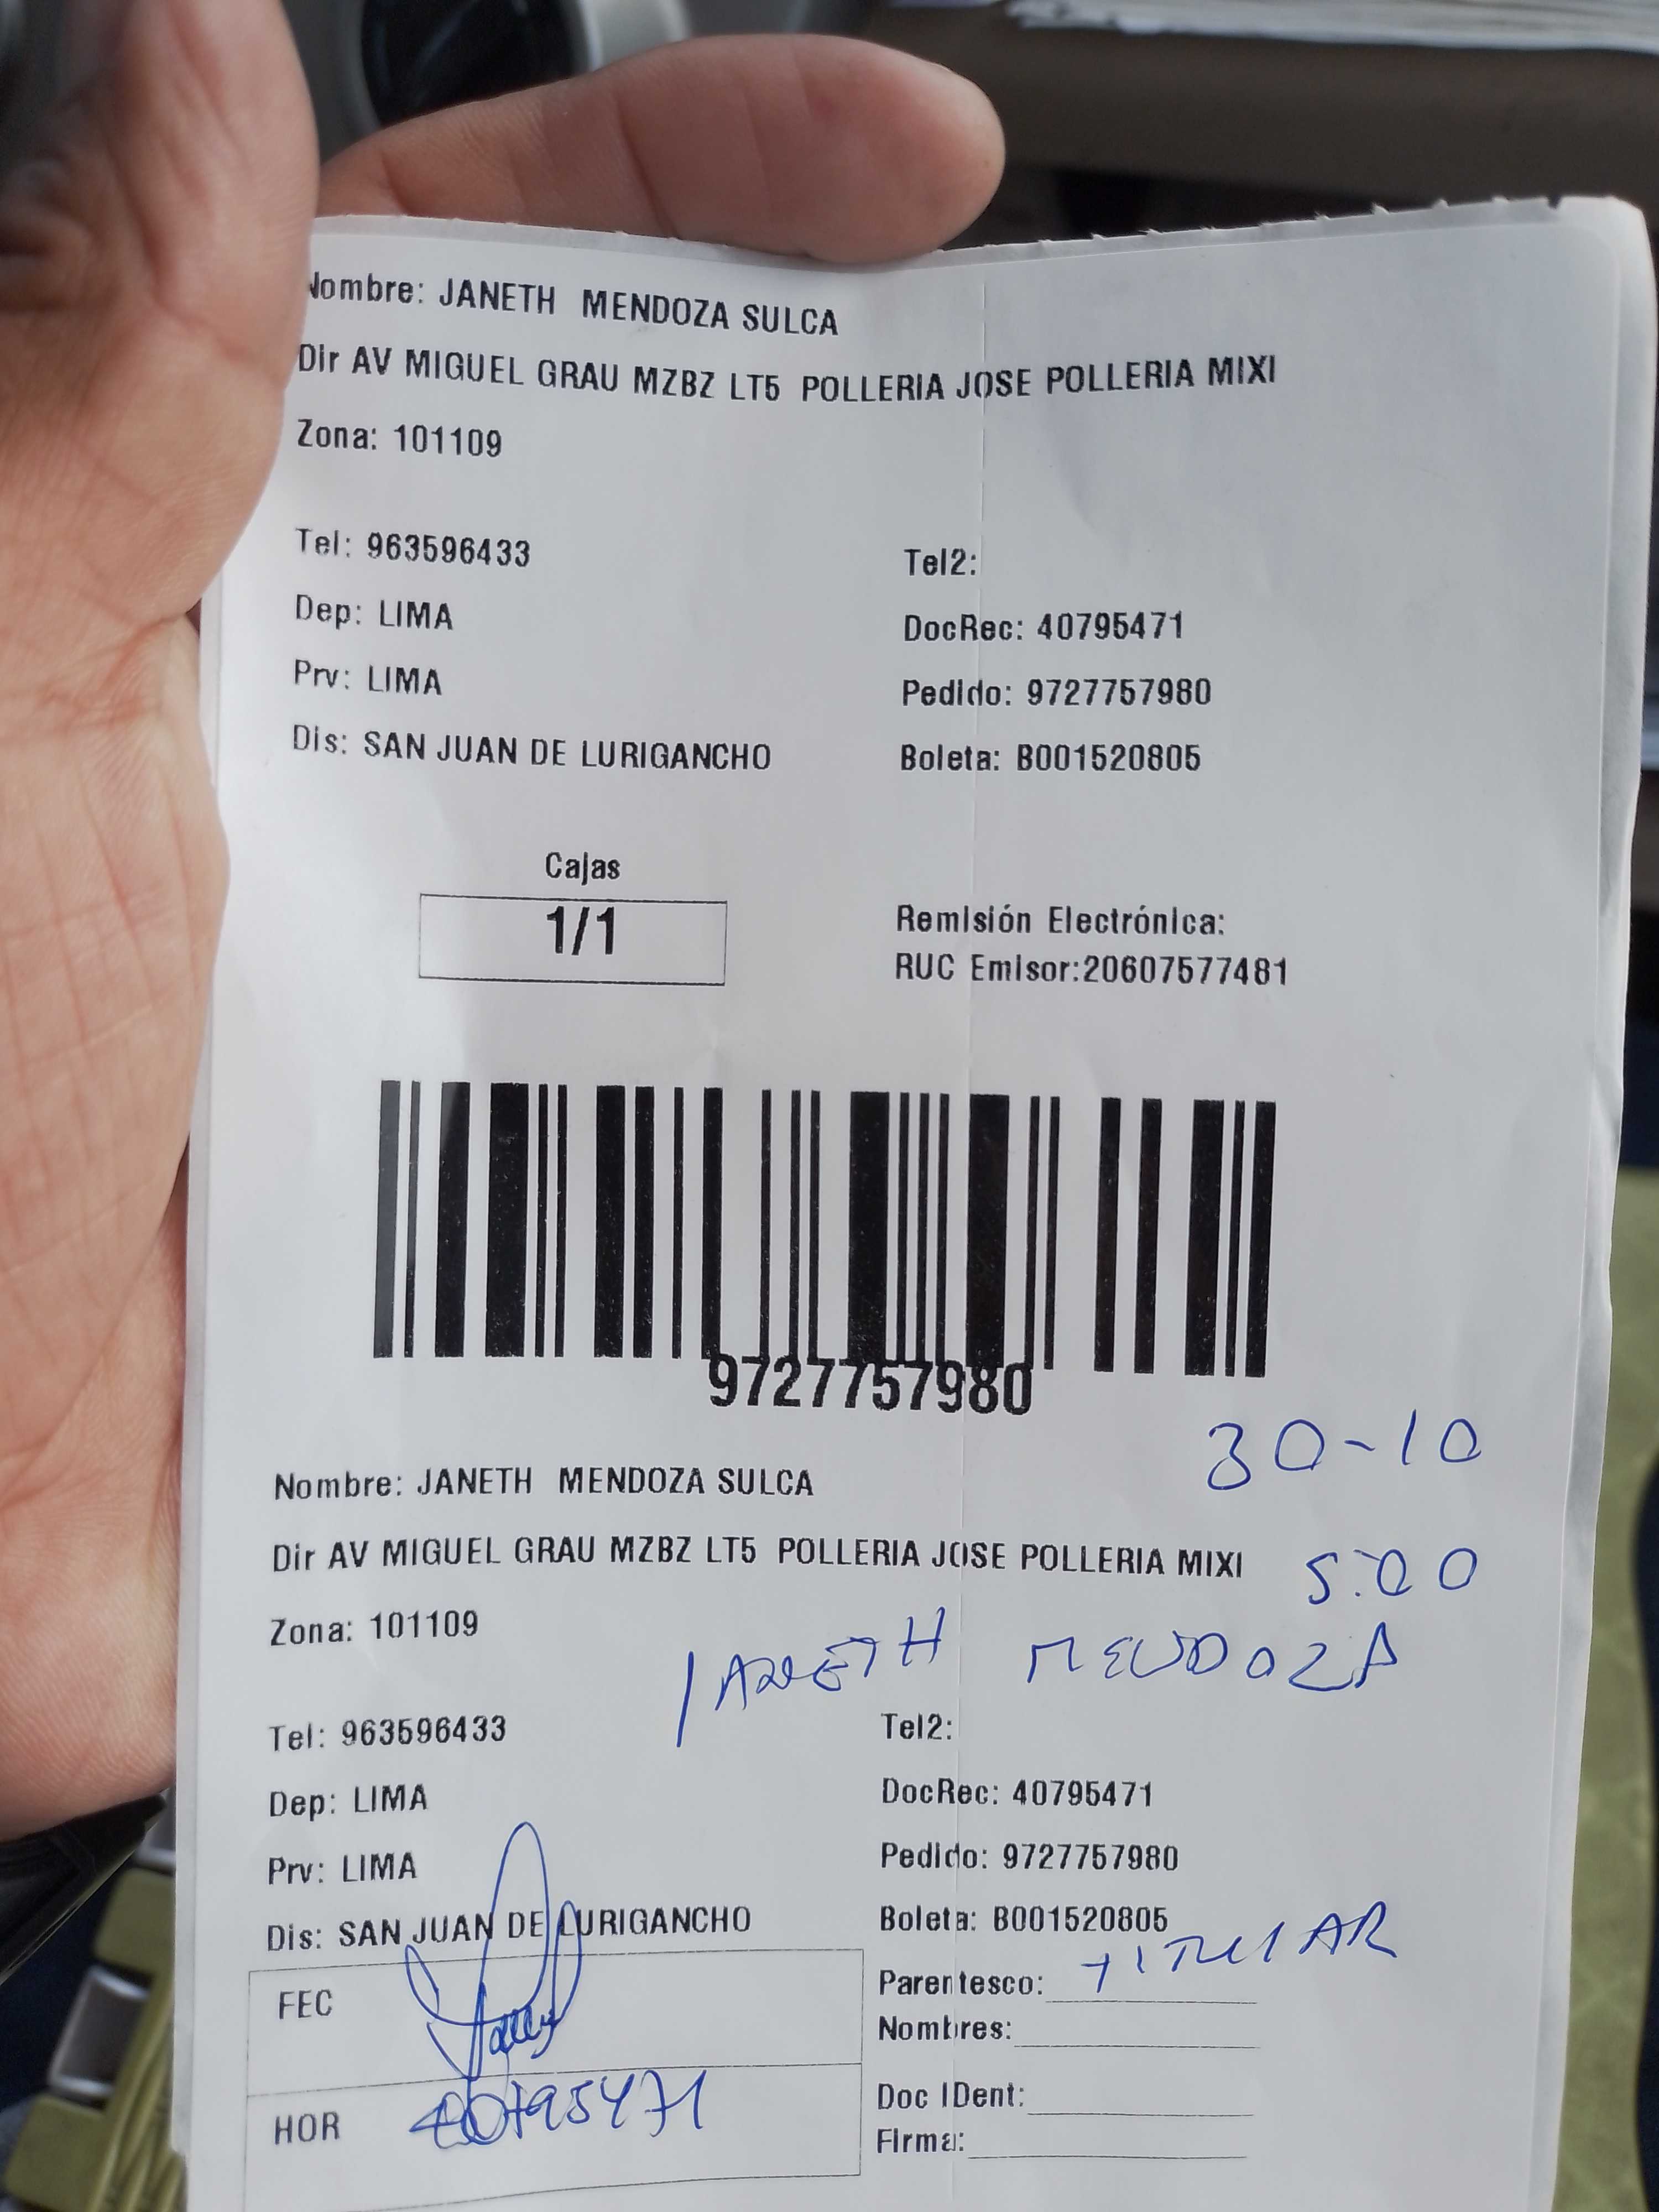 Nombre: JANETH MENDOZA SULCA
Dir AV MIGUEL GRAU MZBZ LT5 POLLERIA JOSE POLLERIA MIXI
Zona: 101109
Tel: 963596433
Tel2:
Dep: LIMA
DocRec: 40795471
Prv: LIMA
Pedido: 9727757980
Dis: SAN JUAN DE LURIGANCHO
Boleta: B001520805
Cajas
1/1
Remisión Electrónica:
RUC Emisor:20607577481
9727757980
30-10
Nombre: JANETH MENDOZA SULCA
Dir AV MIGUEL GRAU MZBZ LT5 POLLERIA JOSE POLLERIA MIXI
5:00
Zona: 101109
JANETH MENDOZA
Tel: 963596433
Tel2:
Dep: LIMA
DocRec: 40795471
Prv: LIMA
Pedido: 9727757980
Dis: SAN JUAN DE LURIGANCHO
Boleta: B001520805
Parentesco: TITULAR
FEC
Nombres:
HOR 40795471
Doc IDent:
Firma: